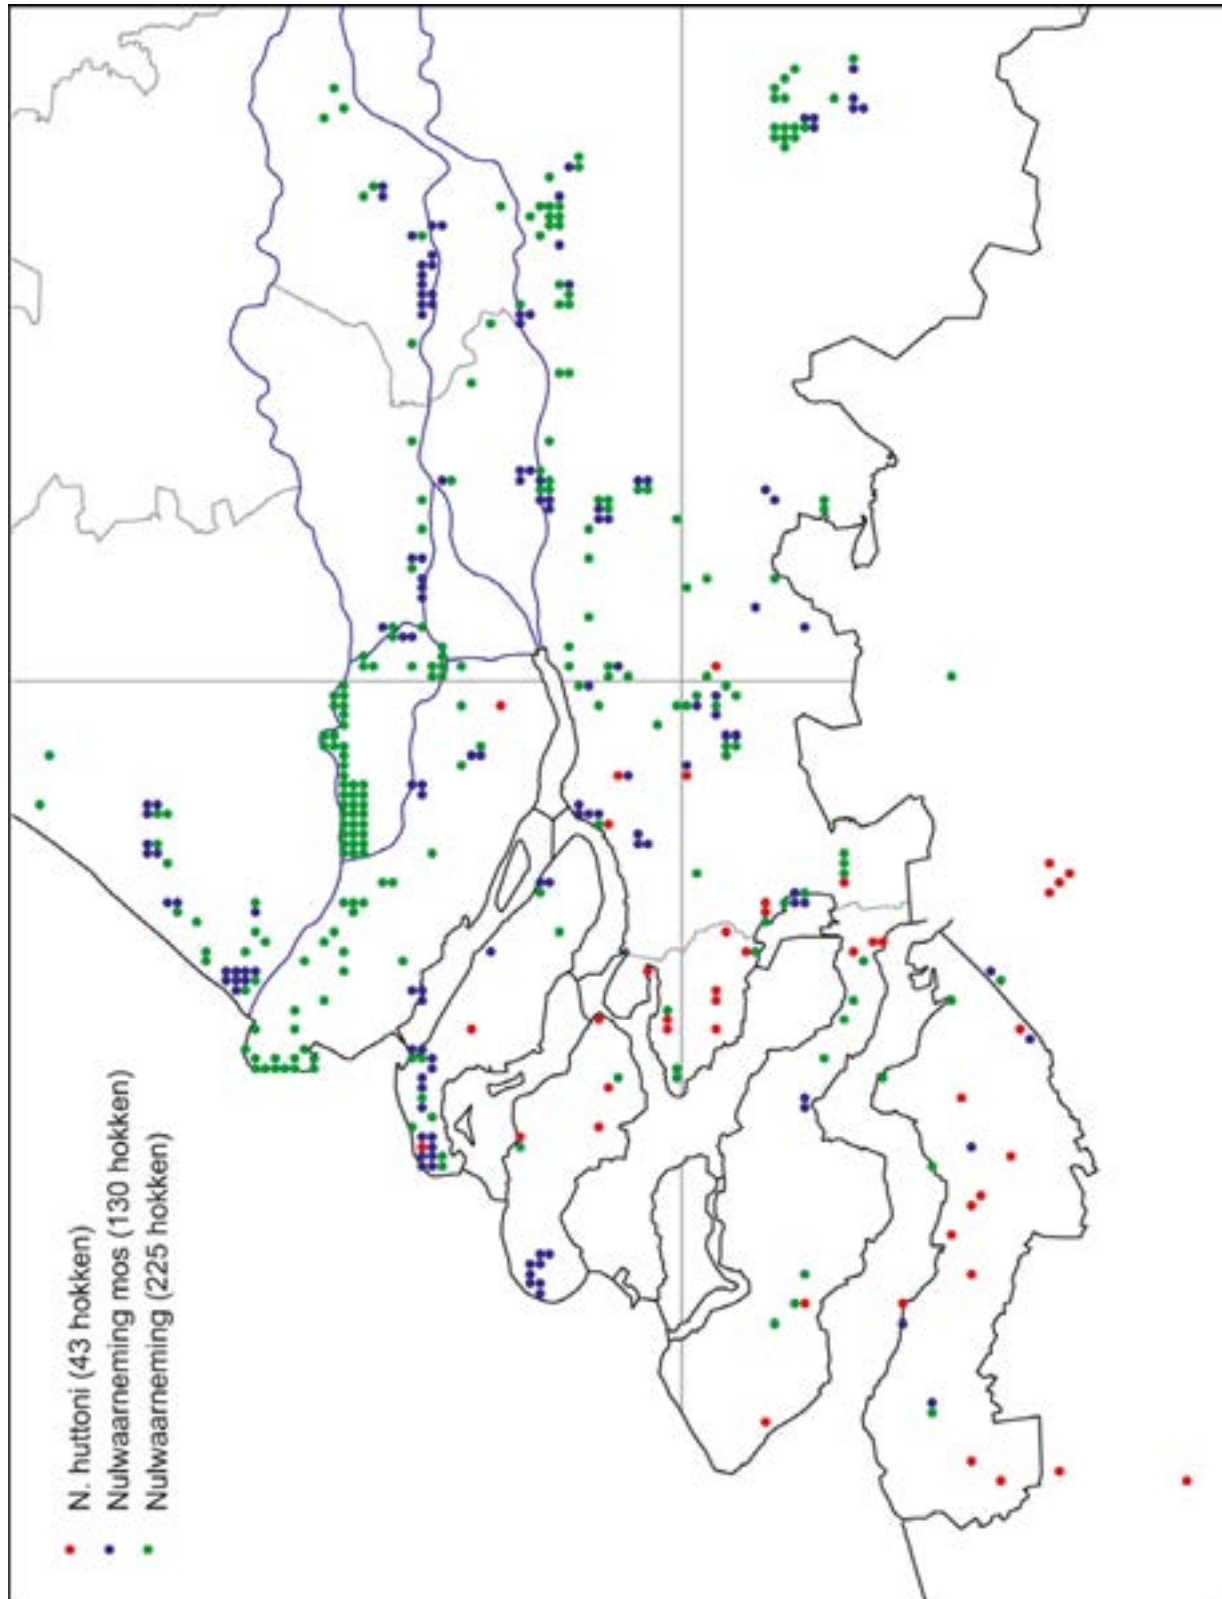 N. huttoni (43 hokken)
Nulwaarneming mos (130 hokken)
Nulwaarneming (225 hokken)